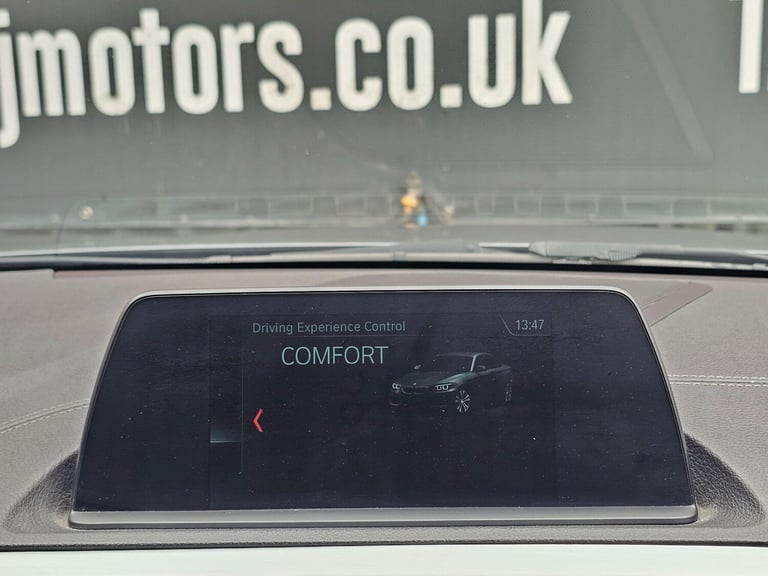 jmotors.co.uk
Driving Experience Control
13:47
COMFORT